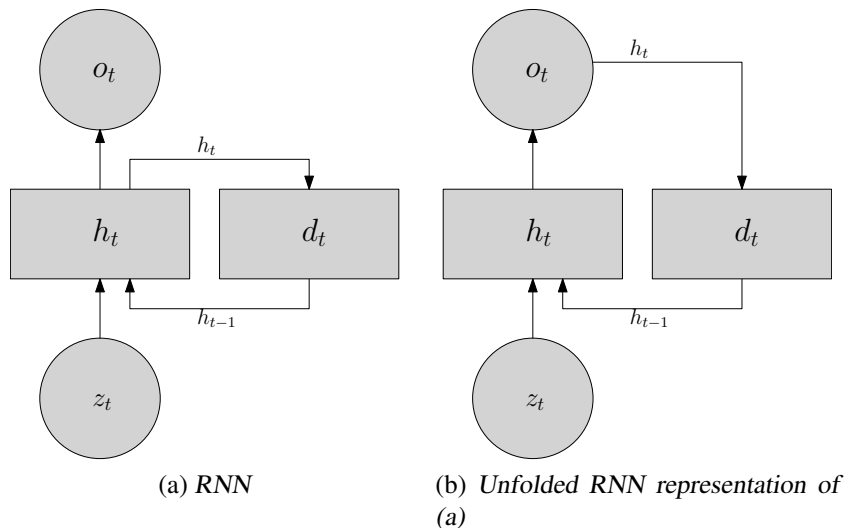 o_t
h_t
h_t
d_t
h_{t-1}
z_t
(a) RNN
o_t
h_t
h_t
d_t
h_{t-1}
z_t
(b) Unfolded RNN representation of
(a)